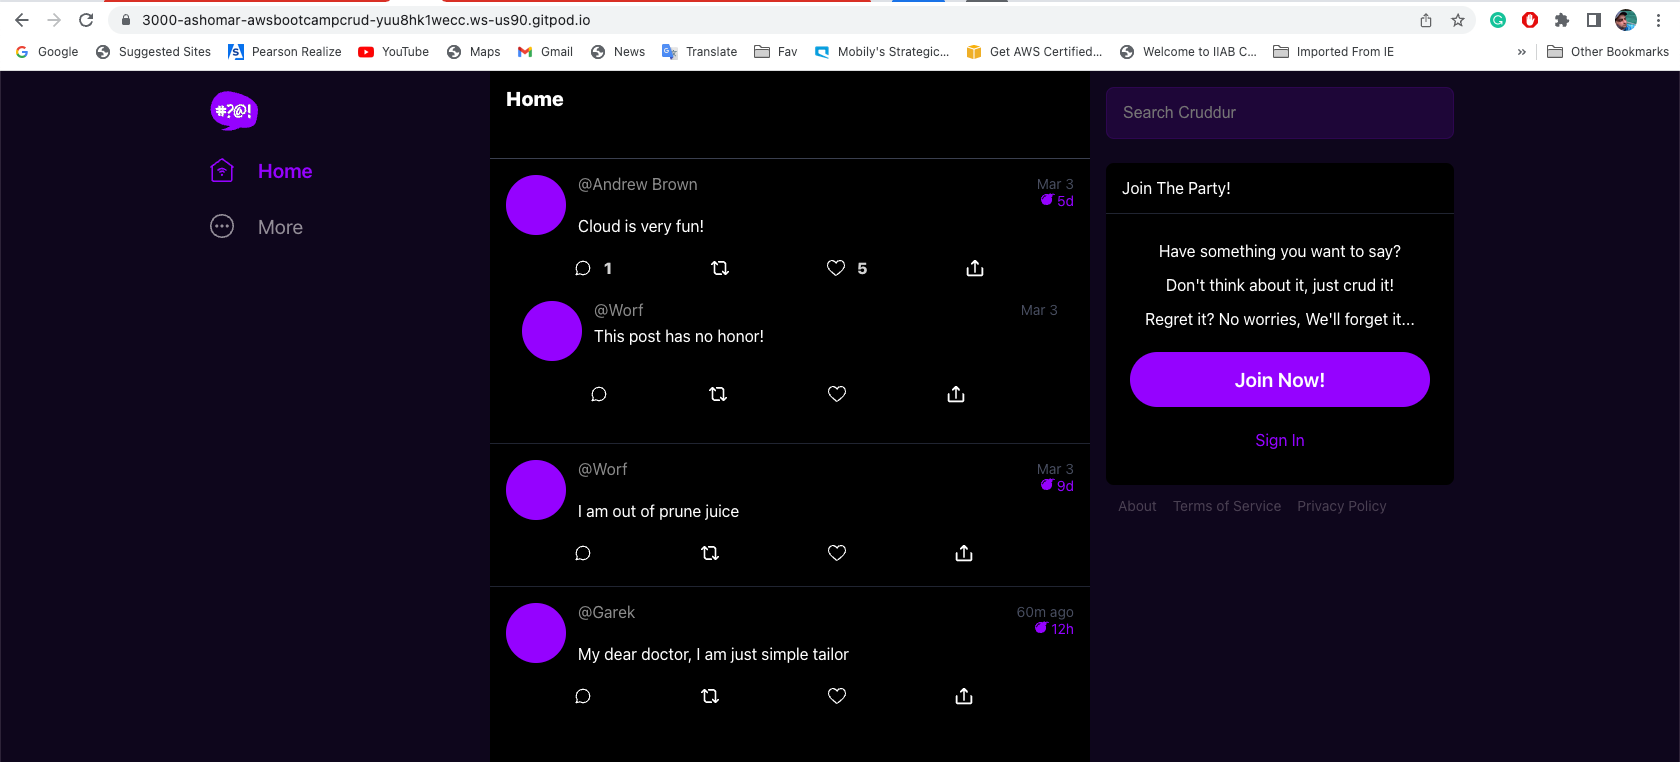 3000-ashomar-awsbootcampcrud-yuu8hk1wecc.ws-us90.gitpod.io
Google Suggested Sites Pearson Realize YouTube Maps Gmail News Translate Fav Mobily's Strategic... Get AWS Certified... Welcome to IIAB C... Imported From IE » Other Bookmarks
#?@!
Home
More
Home
@Andrew Brown Mar 3
5d
Cloud is very fun!
1 5
@Worf Mar 3
This post has no honor!
@Worf Mar 3
9d
I am out of prune juice
@Garek 60m ago
12h
My dear doctor, I am just simple tailor
Search Cruddur
Join The Party!
Have something you want to say?
Don't think about it, just crud it!
Regret it? No worries, We'll forget it...
Join Now!
Sign In
About Terms of Service Privacy Policy